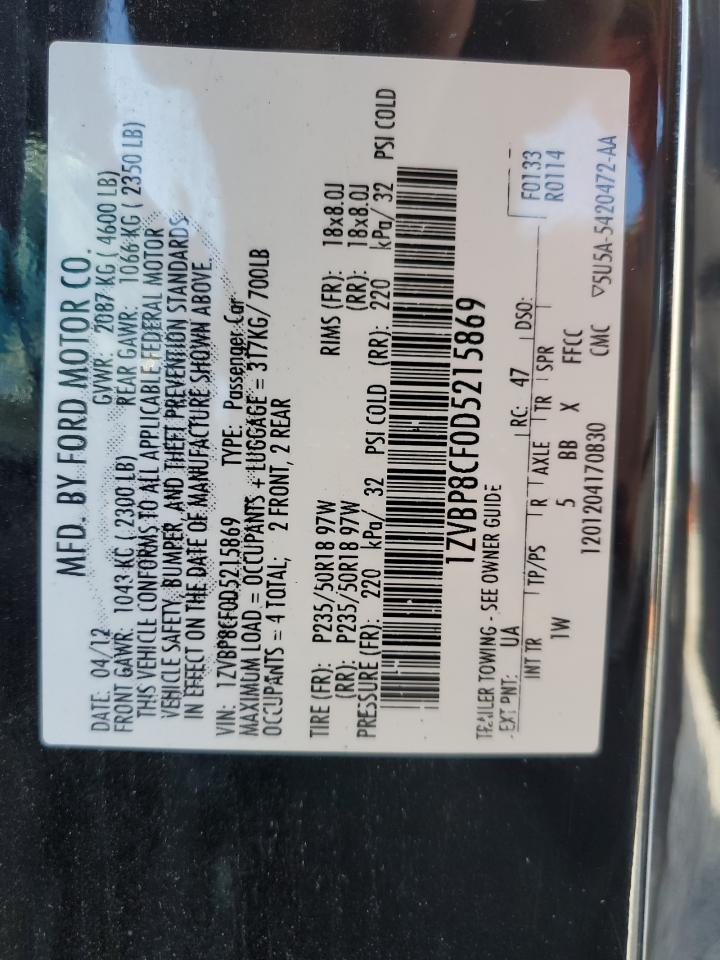 MFD. BY FORD MOTOR CO.
DATE: 04/12 GVWR: 2087 KG ( 4600 LB)
FRONT GAWR: 1043 KG ( 2300 LB) REAR GAWR: 1066 KG ( 2350 LB)
THIS VEHICLE CONFORMS TO ALL APPLICABLE FEDERAL MOTOR
VEHICLE SAFETY, BUMPER, AND THEFT PREVENTION STANDARDS
IN EFFECT ON THE DATE OF MANUFACTURE SHOWN ABOVE.
VIN: 1ZVBP8CF0D5215869 TYPE: Passenger Car
MAXIMUM LOAD = OCCUPANTS + LUGGAGE = 317KG/ 700LB
OCCUPANTS = 4 TOTAL; 2 FRONT, 2 REAR
TIRE (FR): P235/50R18 97W RIMS (FR): 18x8.0J
(RR): P235/50R18 97W (RR): 18x8.0J
PRESSURE (FR): 220 kPa/ 32 PSI COLD (RR): 220 kPa/ 32 PSI COLD
1ZVBP8CF0D5215869
TRAILER TOWING - SEE OWNER GUIDE
EXT PNT: UA RC: 47 DSO: F0133
R0114
INT TR TP/PS R AXLE TR SPR
1W 5 BB X FFCC
1201204170830 CMC ▽5U5A-5420472-AA